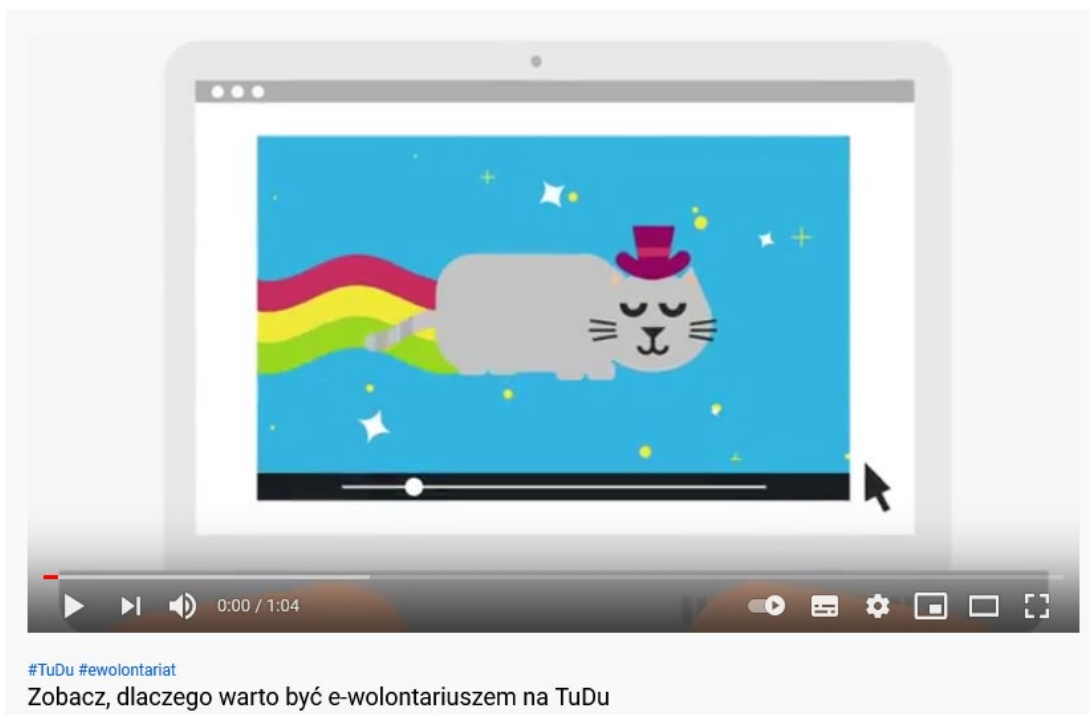 0:00 / 1:04
#TuDu #ewolontariat
Zobacz, dlaczego warto być e-wolontariuszem na TuDu